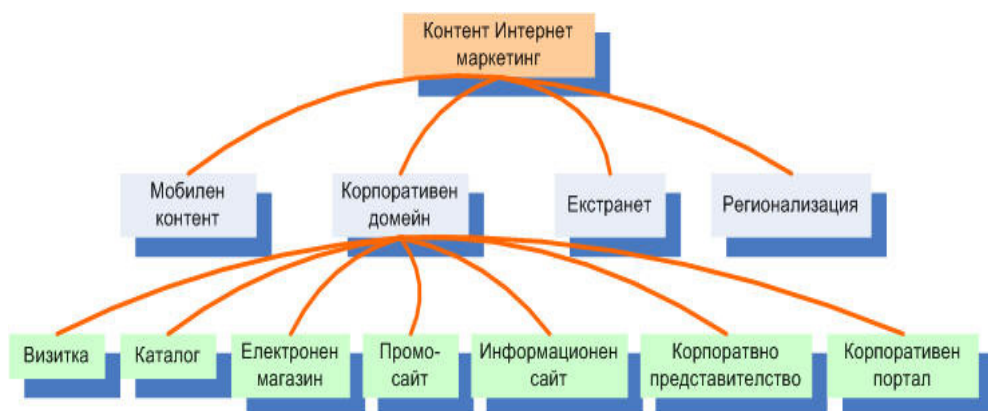 Контент Интернет
маркетинг
Мобилен
контент
Корпоративен
домейн
Екстранет
Регионализация
Визитка
Каталог
Електронен
магазин
Промо-
сайт
Информационен
сайт
Корпоратвно
представителство
Корпоративен
портал